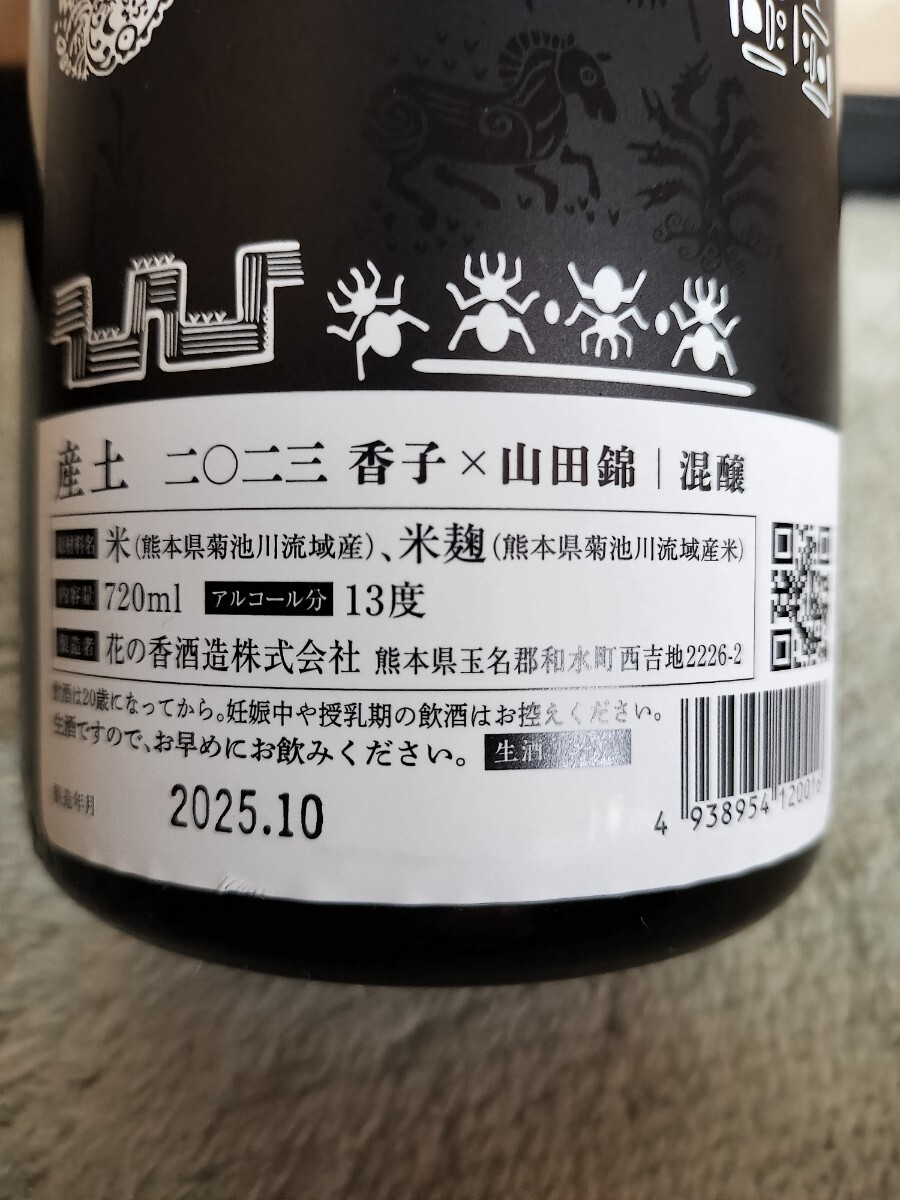 産土 二〇二三 香子×山田錦｜混醸
原材料名 米(熊本県菊池川流域産)、米麹(熊本県菊池川流域産米)
内容量 720ml アルコール分 13度
製造者 花の香酒造株式会社 熊本県玉名郡和水町西吉地2226-2
飲酒は20歳になってから。妊娠中や授乳期の飲酒はお控えください。
生酒ですので、お早めにお飲みください。 生酒
製造年月 2025.10
4 938954 120016